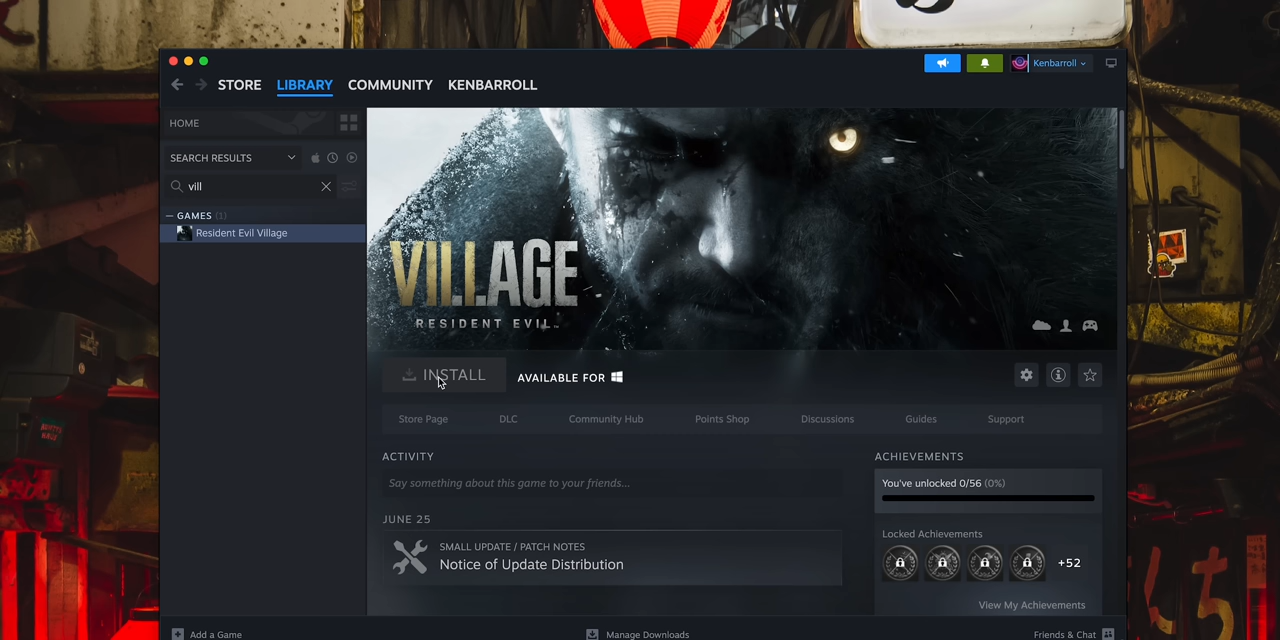 Kenbarroll
STORE LIBRARY COMMUNITY KENBARROLL
HOME
SEARCH RESULTS
vill
GAMES (1)
Resident Evil Village
VILLAGE
RESIDENT EVIL
INSTALL
AVAILABLE FOR
Store Page DLC Community Hub Points Shop Discussions Guides Support
ACTIVITY
Say something about this game to your friends...
JUNE 25
SMALL UPDATE / PATCH NOTES
Notice of Update Distribution
ACHIEVEMENTS
You've unlocked 0/56 (0%)
Locked Achievements
+52
View My Achievements
Add a Game
Manage Downloads
Friends & Chat
45